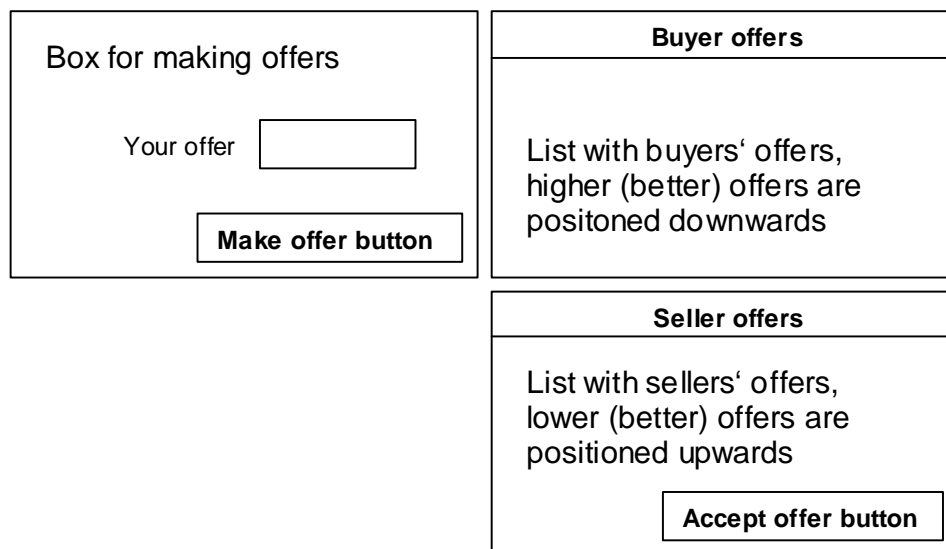 Box for making offers
Your offer
Make offer button
Buyer offers
List with buyers‘ offers,
higher (better) offers are
positoned downwards
Seller offers
List with sellers‘ offers,
lower (better) offers are
positioned upwards
Accept offer button